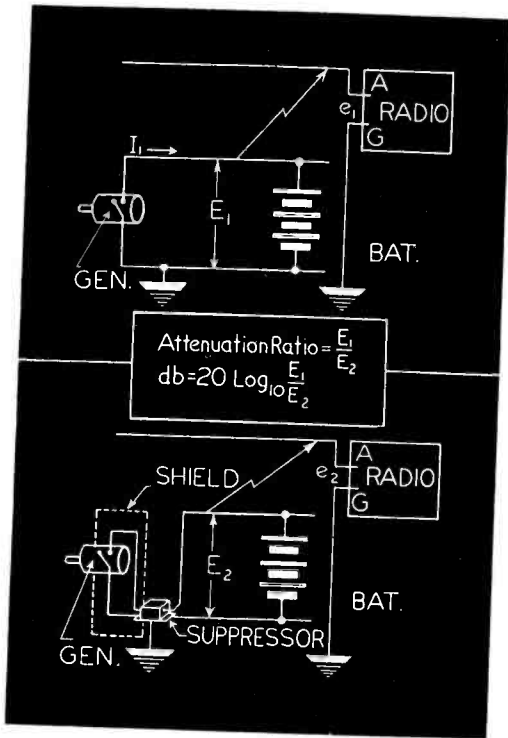 A
RADIO
e₁
G
I₁
E₁
GEN.
BAT.
Attenuation Ratio = E₁/E₂
db = 20 Log₁₀ E₁/E₂
A
RADIO
e₂
G
SHIELD
E₂
BAT.
SUPPRESSOR
GEN.